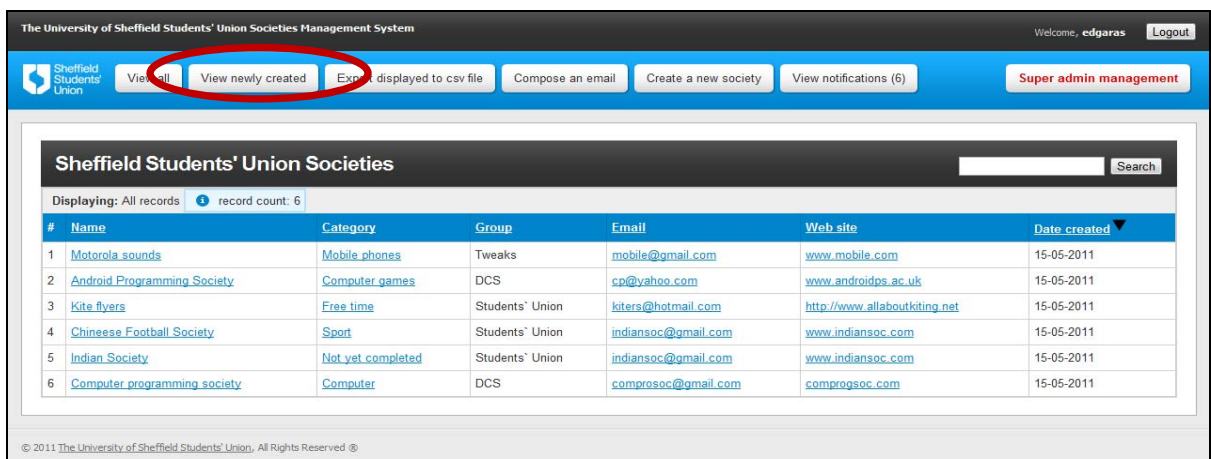 The University of Sheffield Students' Union Societies Management System
Welcome, edgaras Logout
Sheffield
Students'
Union
View all View newly created Export displayed to csv file Compose an email Create a new society View notifications (6) Super admin management
Sheffield Students' Union Societies Search
Displaying: All records record count: 6
# Name Category Group Email Web site Date created
1 Motorola sounds Mobile phones Tweaks mobile@gmail.com www.mobile.com 15-05-2011
2 Android Programming Society Computer games DCS cp@yahoo.com www.androidps.ac.uk 15-05-2011
3 Kite flyers Free time Students` Union kiters@hotmail.com http://www.allaboutkiting.net 15-05-2011
4 Chineese Football Society Sport Students` Union indiansoc@gmail.com www.indiansoc.com 15-05-2011
5 Indian Society Not yet completed Students` Union indiansoc@gmail.com www.indiansoc.com 15-05-2011
6 Computer programming society Computer DCS comprosoc@gmail.com comprogsoc.com 15-05-2011
© 2011 The University of Sheffield Students' Union, All Rights Reserved ®